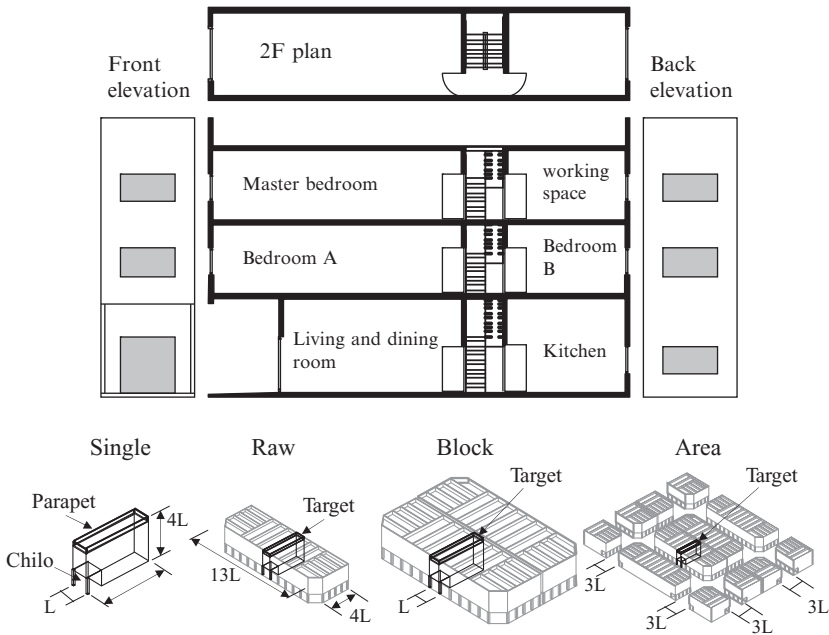 2F plan
Front
elevation
Back
elevation
Master bedroom
working
space
Bedroom A
Bedroom
B
Living and dining
room
Kitchen
Single
Raw
Block
Area
Parapet
4L
Chilo
L
Target
13L
4L
Target
L
Target
3L
3L
3L
3L